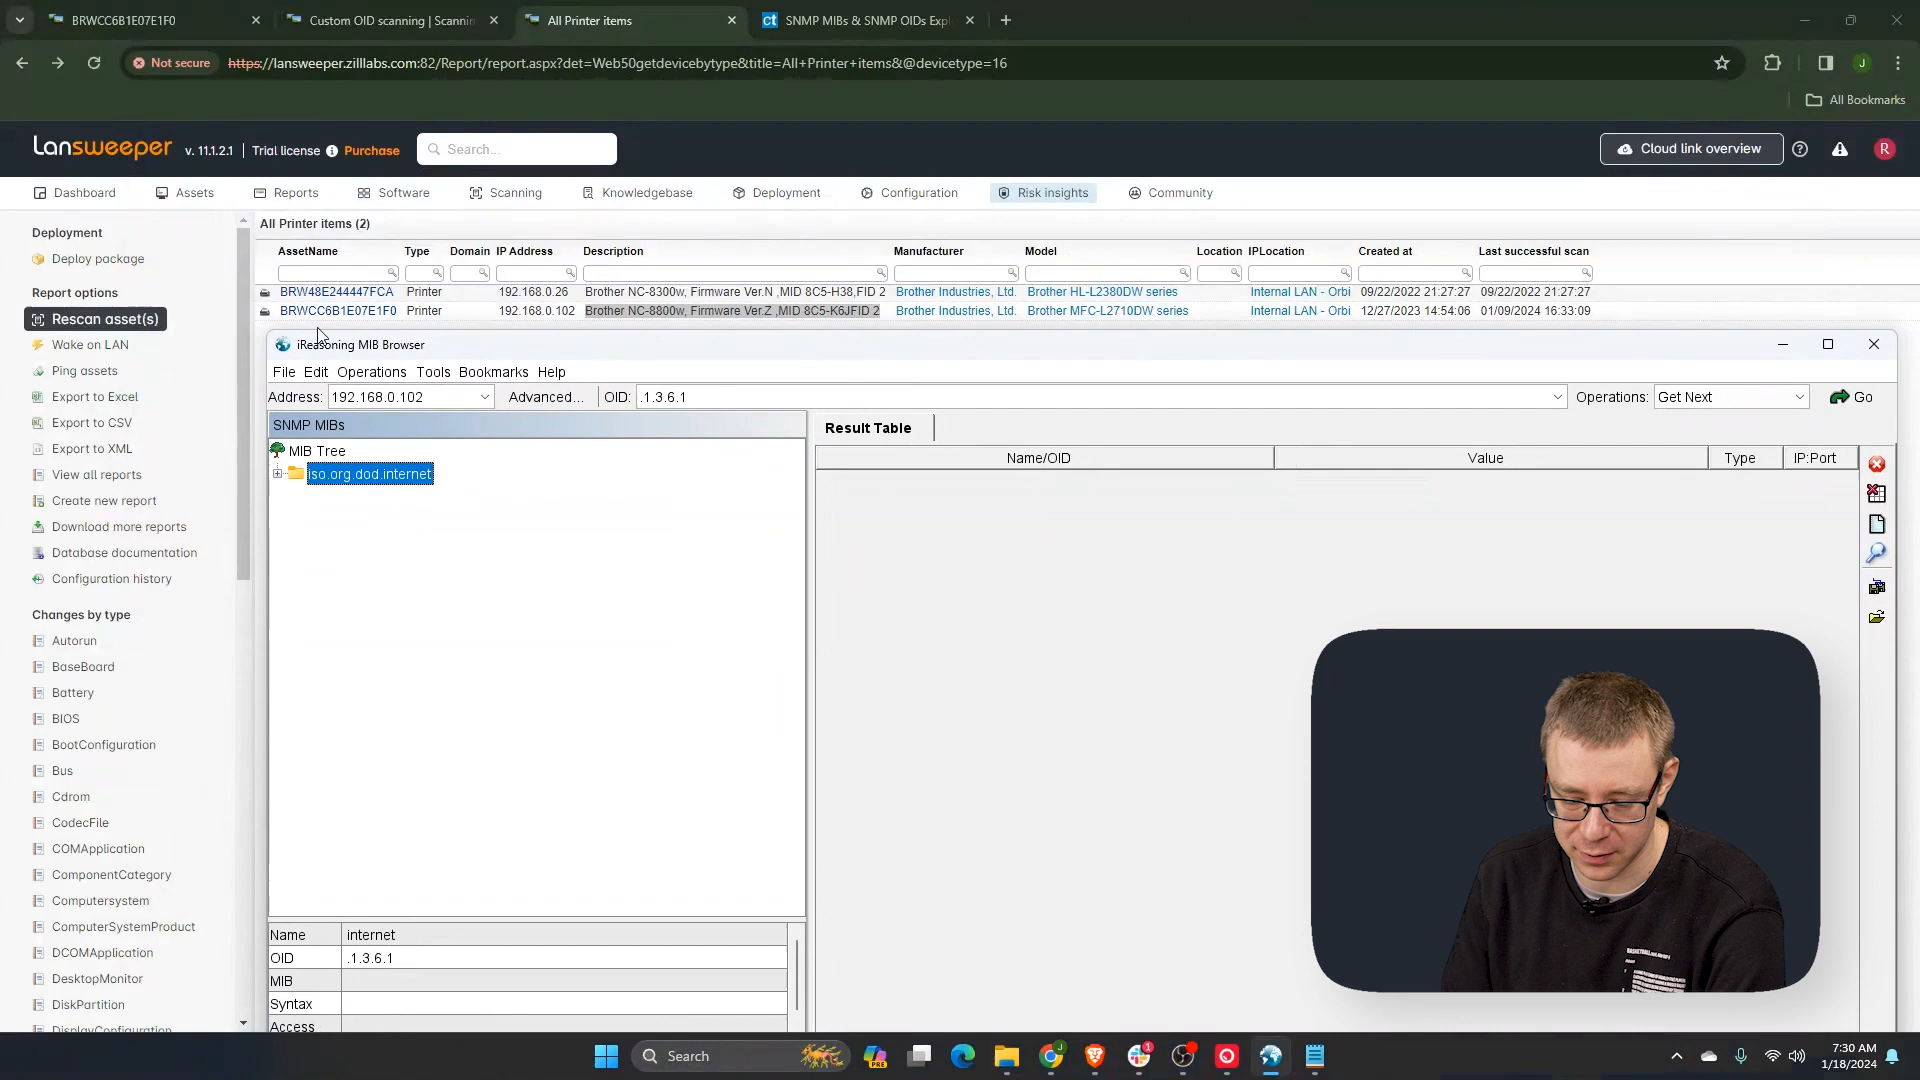 BRWCC6B1E07E1F0
Custom OID scanning | Scannin
All Printer items
ct SNMP MIBs & SNMP OIDs Expl
Not secure
https://lansweeper.zilllabs.com:82/Report/report.aspx?det=Web50getdevicebytype&title=All+Printer+items&@devicetype=16
J
All Bookmarks
Lansweeper v. 11.1.2.1 | Trial license Purchase
Search...
Cloud link overview
R
Dashboard Assets Reports Software Scanning Knowledgebase Deployment Configuration Risk insights Community
Deployment
Deploy package
Report options
Rescan asset(s)
Wake on LAN
Ping assets
Export to Excel
Export to CSV
Export to XML
View all reports
Create new report
Download more reports
Database documentation
Configuration history
Changes by type
Autorun
BaseBoard
Battery
BIOS
BootConfiguration
Bus
Cdrom
CodecFile
COMApplication
ComponentCategory
Computersystem
ComputerSystemProduct
DCOMApplication
DesktopMonitor
DiskPartition
DisplayConfiguration
All Printer items (2)
AssetName Type Domain IP Address Description Manufacturer Model Location IPLocation Created at Last successful scan
BRW48E244447FCA Printer 192.168.0.26 Brother NC-8300w, Firmware Ver.N ,MID 8C5-H38,FID 2 Brother Industries, Ltd. Brother HL-L2380DW series Internal LAN - Orbi 09/22/2022 21:27:27 09/22/2022 21:27:27
BRWCC6B1E07E1F0 Printer 192.168.0.102 Brother NC-8800w, Firmware Ver.Z ,MID 8C5-K6JFID 2 Brother Industries, Ltd. Brother MFC-L2710DW series Internal LAN - Orbi 12/27/2023 14:54:06 01/09/2024 16:33:09
iReasoning MIB Browser
File Edit Operations Tools Bookmarks Help
Address: 192.168.0.102 Advanced... OID: .1.3.6.1 Operations: Get Next Go
SNMP MIBs
MIB Tree
iso.org.dod.internet
Result Table
Name/OID Value Type IP:Port
Name internet
OID .1.3.6.1
MIB
Syntax
Access
Search
PRE
J
1
7:30 AM
1/18/2024